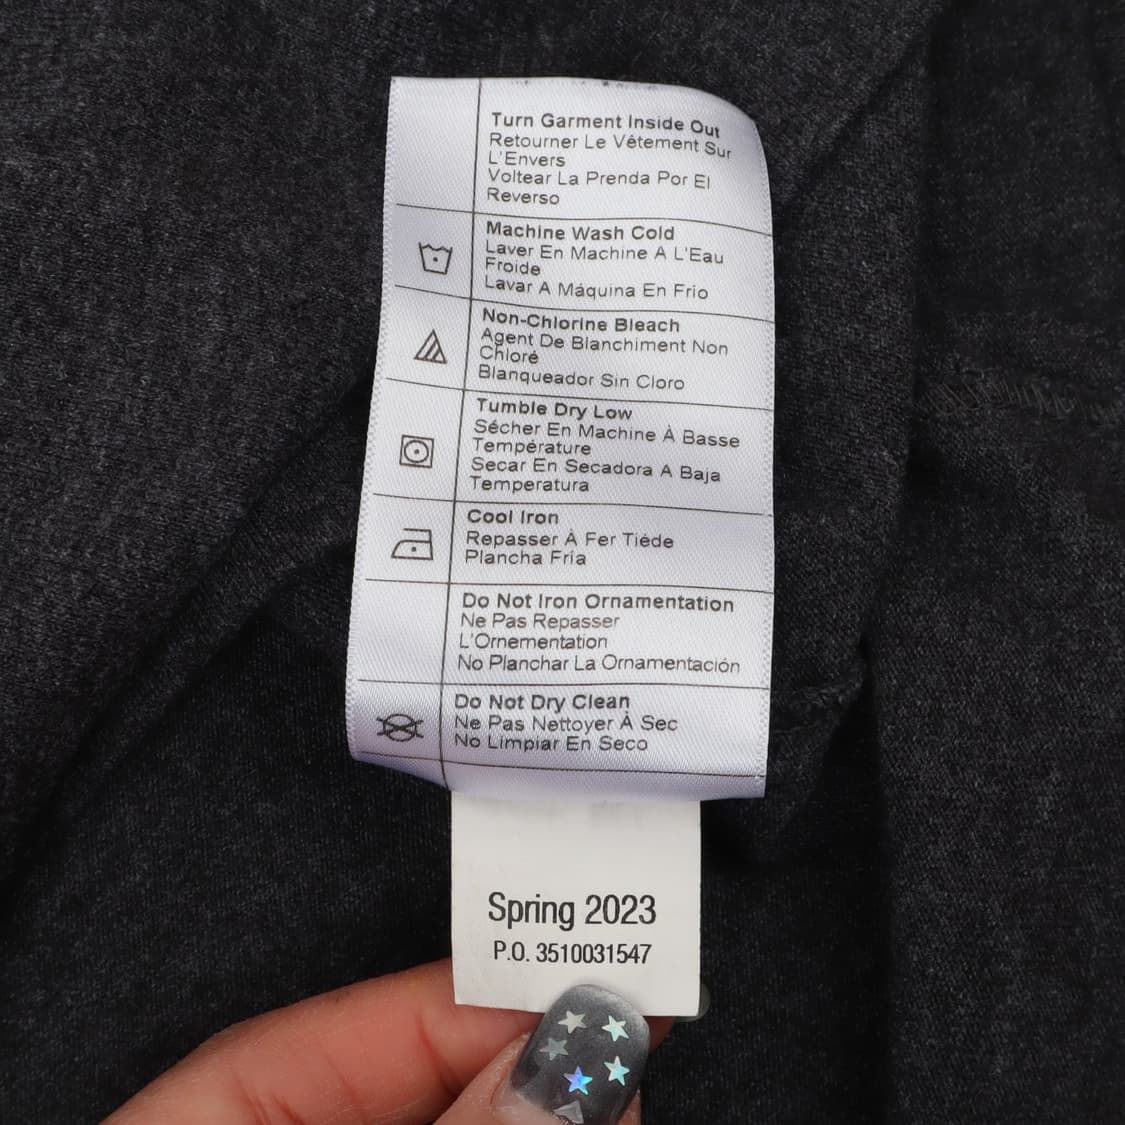 Turn Garment Inside Out
Retourner Le Vêtement Sur
L'Envers
Voltear La Prenda Por El
Reverso
Machine Wash Cold
Laver En Machine A L'Eau
Froide
Lavar A Máquina En Frio
Non-Chlorine Bleach
Agent De Blanchiment Non
Chloré
Blanqueador Sin Cloro
Tumble Dry Low
Sécher En Machine À Basse
Température
Secar En Secadora A Baja
Temperatura
Cool Iron
Repasser À Fer Tiéde
Plancha Fría
Do Not Iron Ornamentation
Ne Pas Repasser
L'Ornementation
No Planchar La Ornamentación
Do Not Dry Clean
Ne Pas Nettoyer À Sec
No Limpiar En Seco
Spring 2023
P.O. 3510031547